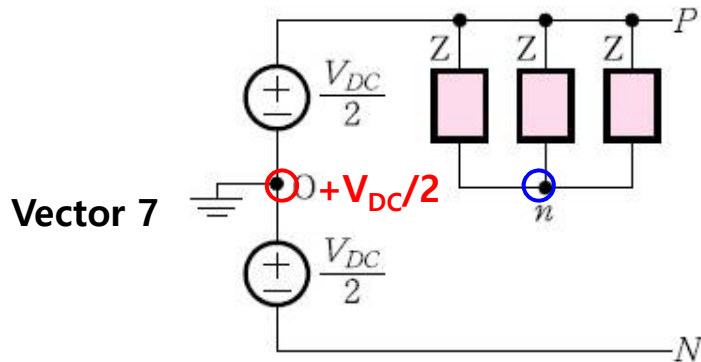 P
Z Z Z
V_DC/2
O +V_DC/2
Vector 7
n
V_DC/2
N